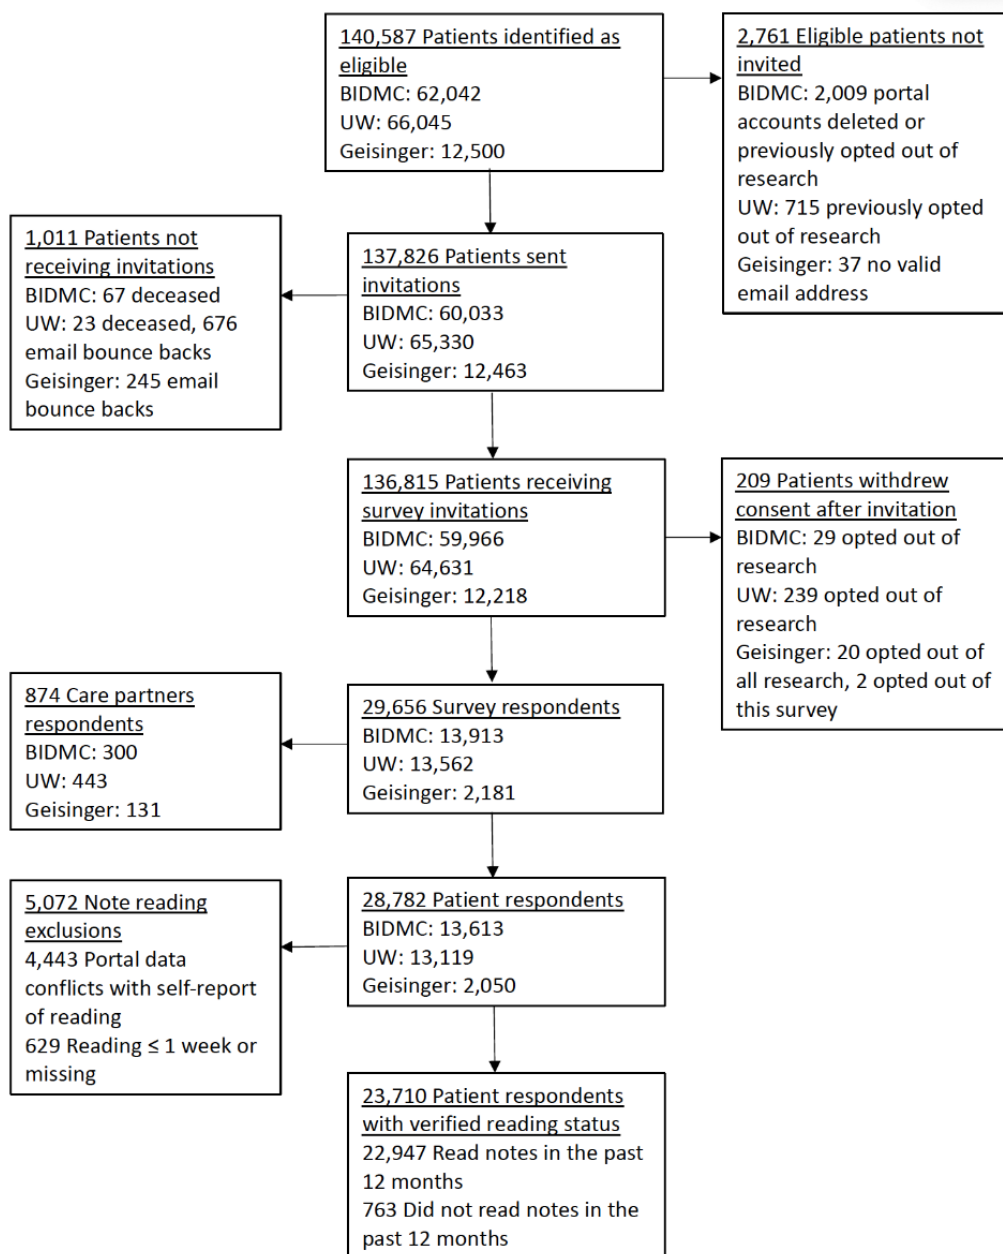 140,587 Patients identified as
eligible
BIDMC: 62,042
UW: 66,045
Geisinger: 12,500
2,761 Eligible patients not
invited
BIDMC: 2,009 portal
accounts deleted or
previously opted out of
research
UW: 715 previously opted
out of research
Geisinger: 37 no valid
email address
1,011 Patients not
receiving invitations
BIDMC: 67 deceased
UW: 23 deceased, 676
email bounce backs
Geisinger: 245 email
bounce backs
137,826 Patients sent
invitations
BIDMC: 60,033
UW: 65,330
Geisinger: 12,463
136,815 Patients receiving
survey invitations
BIDMC: 59,966
UW: 64,631
Geisinger: 12,218
209 Patients withdrew
consent after invitation
BIDMC: 29 opted out of
research
UW: 239 opted out of
research
Geisinger: 20 opted out of
all research, 2 opted out of
this survey
874 Care partners
respondents
BIDMC: 300
UW: 443
Geisinger: 131
29,656 Survey respondents
BIDMC: 13,913
UW: 13,562
Geisinger: 2,181
5,072 Note reading
exclusions
4,443 Portal data
conflicts with self-report
of reading
629 Reading ≤ 1 week or
missing
28,782 Patient respondents
BIDMC: 13,613
UW: 13,119
Geisinger: 2,050
23,710 Patient respondents
with verified reading status
22,947 Read notes in the past
12 months
763 Did not read notes in the
past 12 months